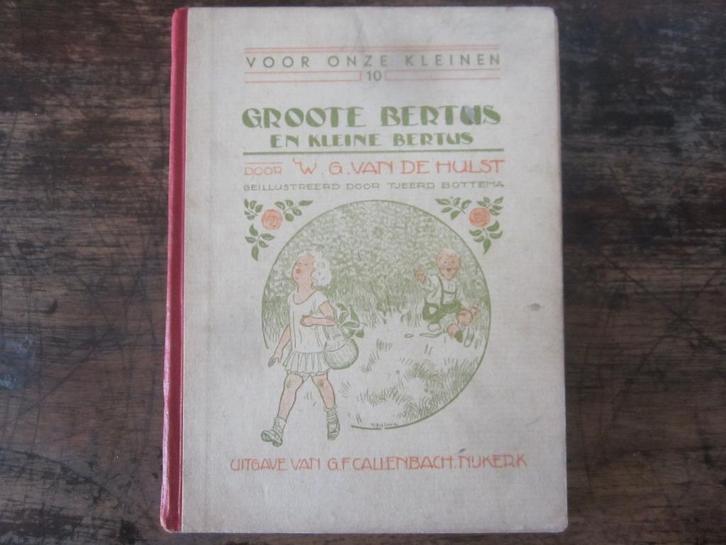 VOOR ONZE KLEINEN
10
GROOTE BERTUS
EN KLEINE BERTUS
DOOR W. G. VAN DE HULST
GEILLUSTREERD DOOR TJEERD BOTTEMA
UITGAVE VAN G.F. CALLENBACH. NIJKERK